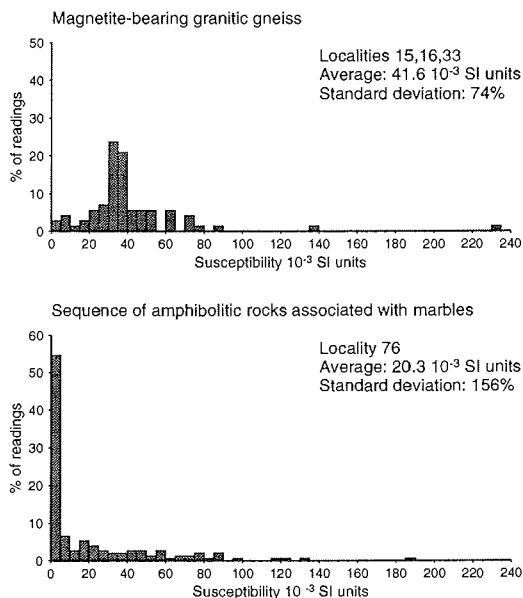 Magnetite-bearing granitic gneiss
Localities 15,16,33
Average: 41.6 10⁻³ SI units
Standard deviation: 74%
% of readings
50
40
30
20
10
0
0 20 40 60 80 100 120 140 160 180 200 220 240
Susceptibility 10⁻³ SI units
Sequence of amphibolitic rocks associated with marbles
Locality 76
Average: 20.3 10⁻³ SI units
Standard deviation: 156%
% of readings
60
50
40
30
20
10
0
0 20 40 60 80 100 120 140 160 180 200 220 240
Susceptibility 10⁻³ SI units